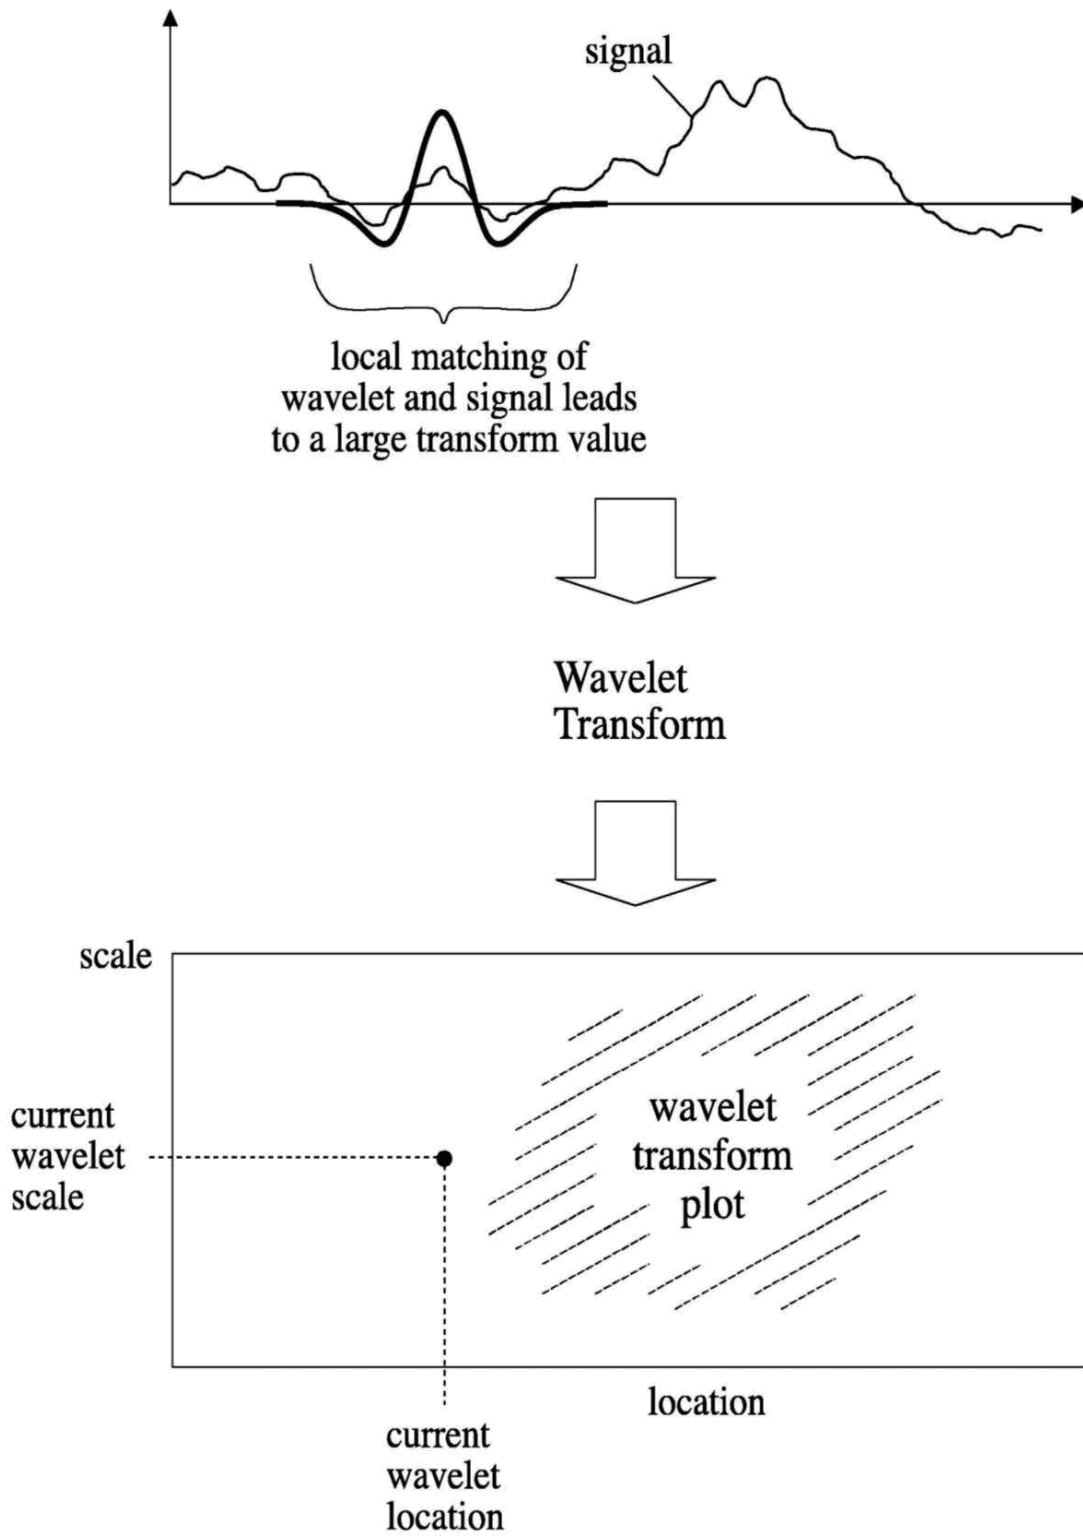 signal
local matching of
wavelet and signal leads
to a large transform value
Wavelet
Transform
scale
current
wavelet
scale
wavelet
transform
plot
location
current
wavelet
location